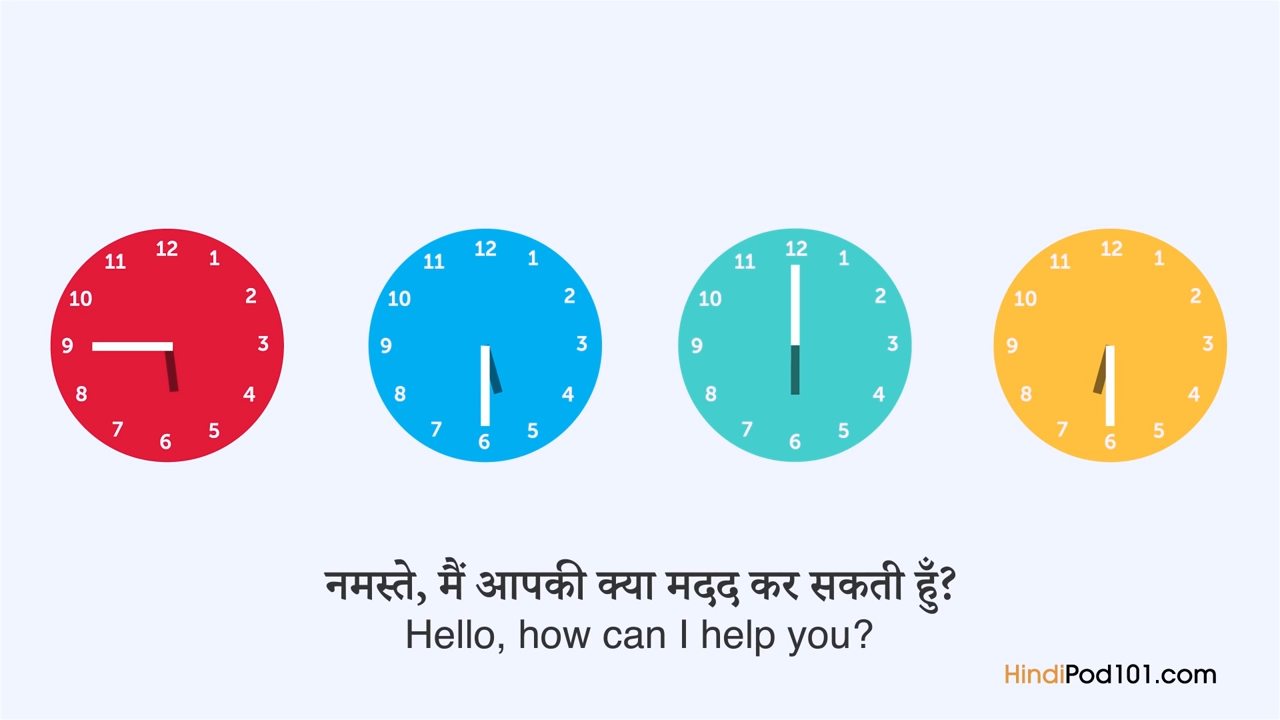 12 12 12 12
11 1 11 1 11 1 11 1
10 2 10 2 10 2 10 2
9 3 9 3 9 3 9 3
8 4 8 4 8 4 8 4
7 5 7 5 7 5 7 5
6 6 6 6
नमस्ते, मैं आपकी क्या मदद कर सकती हुँ?
Hello, how can I help you?
HindiPod101.com